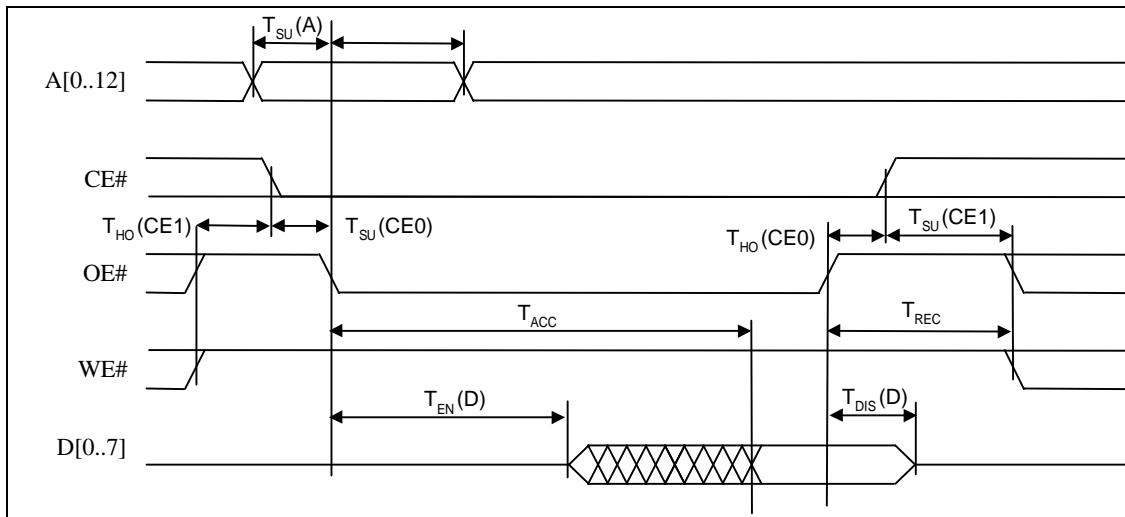 T_SU(A)
A[0..12]
CE#
T_HO(CE1)
T_SU(CE0)
T_HO(CE0)
T_SU(CE1)
OE#
T_ACC
T_REC
WE#
T_EN(D)
T_DIS(D)
D[0..7]